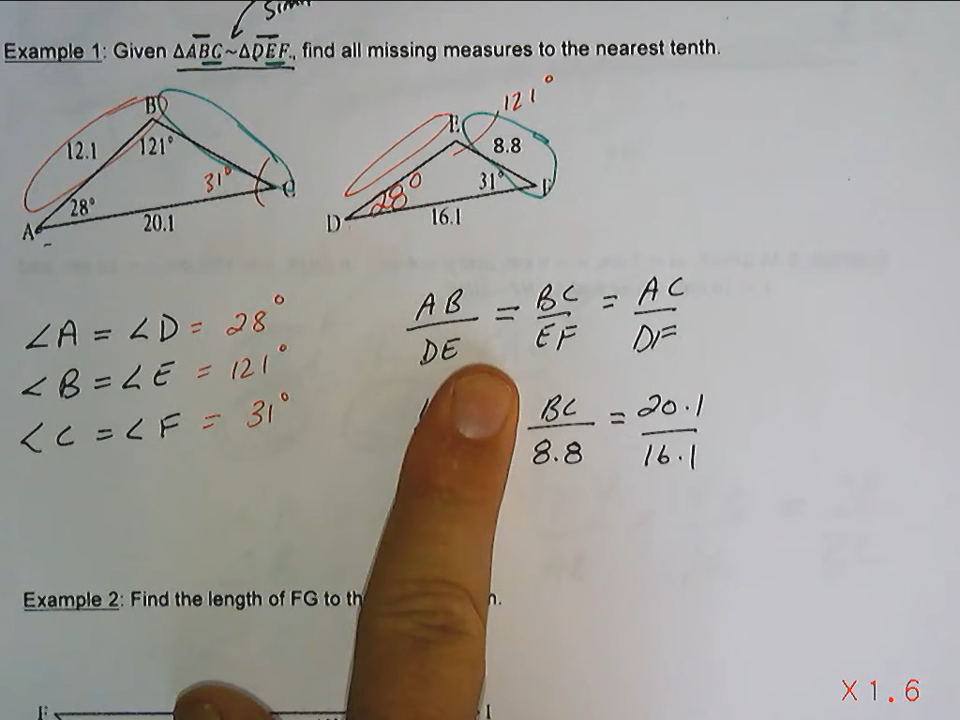 Example 1: Given ΔABC~ΔDEF, find all missing measures to the nearest tenth.
B
12.1
121°
31°
C
28°
20.1
A
121°
E
8.8
31°
F
28°
D
16.1
∠A = ∠D = 28°
∠B = ∠E = 121°
∠C = ∠F = 31°
AB/DE = BC/EF = AC/DF
BC/8.8 = 20.1/16.1
Example 2: Find the length of FG to
X1.6